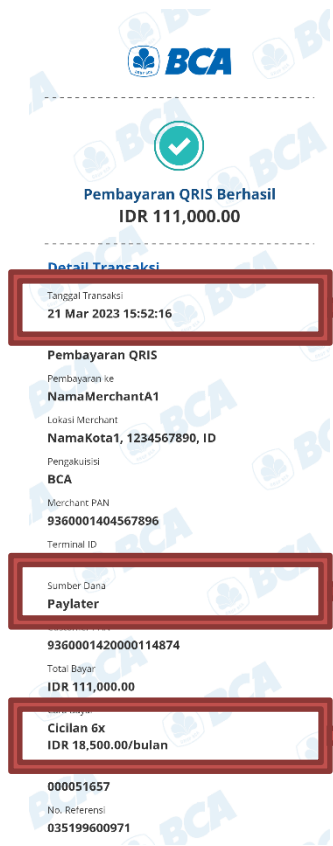 BCA
Pembayaran QRIS Berhasil
IDR 111,000.00
Detail Transaksi
Tanggal Transaksi
21 Mar 2023 15:52:16
Pembayaran QRIS
Pembayaran ke
NamaMerchantA1
Lokasi Merchant
NamaKota1, 1234567890, ID
Pengakuisisi
BCA
Merchant PAN
9360001404567896
Terminal ID
Sumber Dana
Paylater
9360001420000114874
Total Bayar
IDR 111,000.00
Cicilan 6x
IDR 18,500.00/bulan
000051657
No. Referensi
035199600971